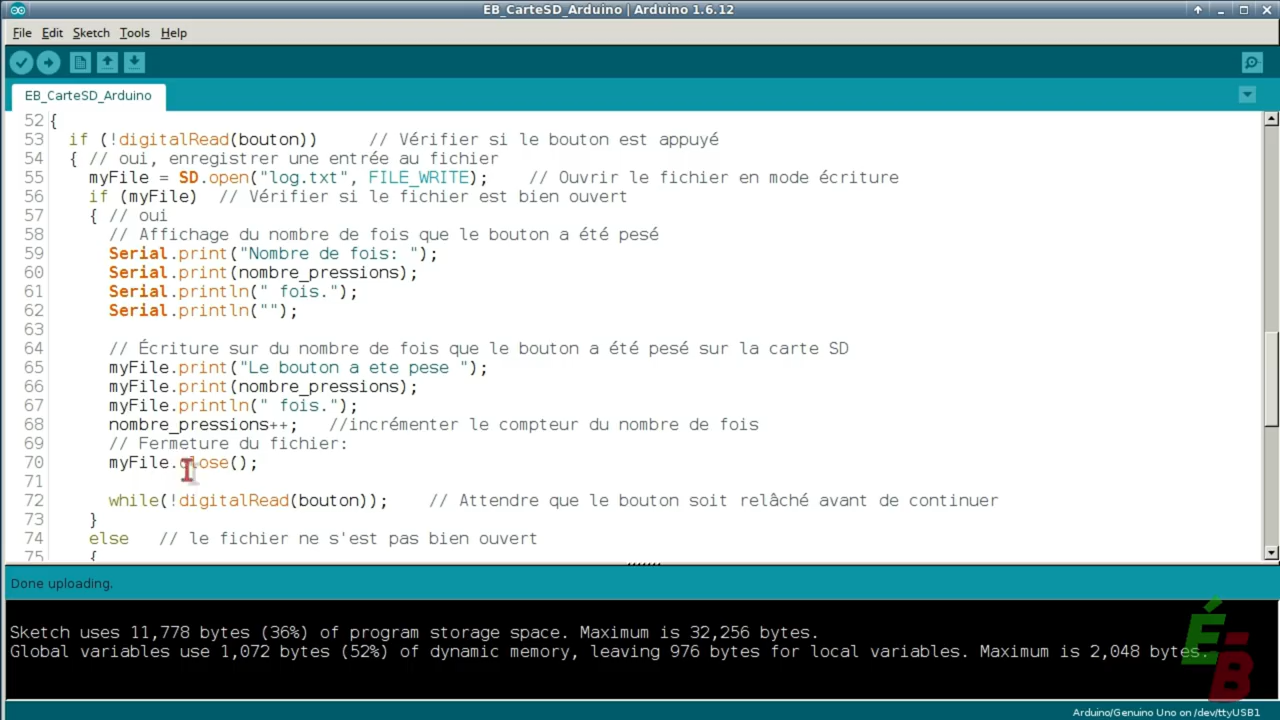 EB_CarteSD_Arduino | Arduino 1.6.12
File Edit Sketch Tools Help
EB_CarteSD_Arduino
52 {
53 if (!digitalRead(bouton)) // Vérifier si le bouton est appuyé
54 { // oui, enregistrer une entrée au fichier
55 myFile = SD.open("log.txt", FILE_WRITE); // Ouvrir le fichier en mode écriture
56 if (myFile) // Vérifier si le fichier est bien ouvert
57 { // oui
58 // Affichage du nombre de fois que le bouton a été pesé
59 Serial.print("Nombre de fois: ");
60 Serial.print(nombre_pressions);
61 Serial.println(" fois.");
62 Serial.println("");
63
64 // Écriture sur du nombre de fois que le bouton a été pesé sur la carte SD
65 myFile.print("Le bouton a ete pese ");
66 myFile.print(nombre_pressions);
67 myFile.println(" fois.");
68 nombre_pressions++; //incrémenter le compteur du nombre de fois
69 // Fermeture du fichier:
70 myFile.close();
71
72 while(!digitalRead(bouton)); // Attendre que le bouton soit relâché avant de continuer
73 }
74 else // le fichier ne s'est pas bien ouvert
75 {
Done uploading.
Sketch uses 11,778 bytes (36%) of program storage space. Maximum is 32,256 bytes.
Global variables use 1,072 bytes (52%) of dynamic memory, leaving 976 bytes for local variables. Maximum is 2,048 bytes.
É-B
Arduino/Genuino Uno on /dev/ttyUSB1